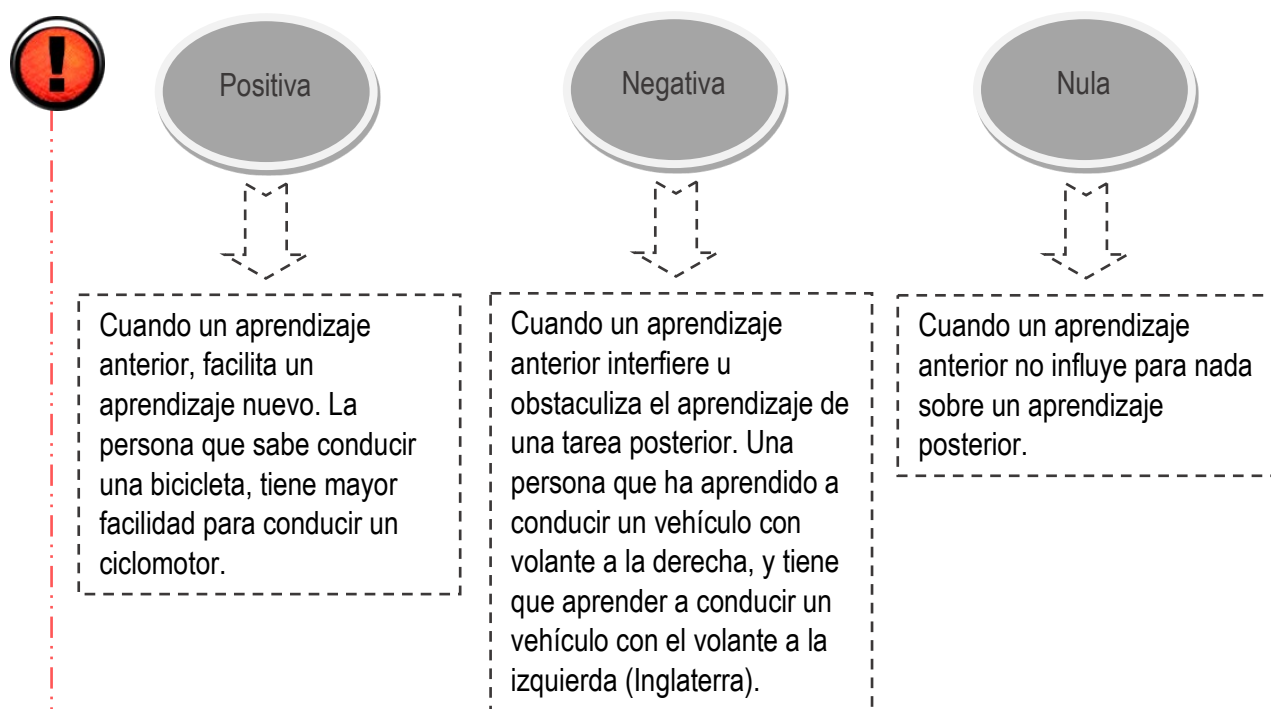 !
Positiva
Negativa
Nula
Cuando un aprendizaje
anterior, facilita un
aprendizaje nuevo. La
persona que sabe conducir
una bicicleta, tiene mayor
facilidad para conducir un
ciclomotor.
Cuando un aprendizaje
anterior interfiere u
obstaculiza el aprendizaje de
una tarea posterior. Una
persona que ha aprendido a
conducir un vehículo con
volante a la derecha, y tiene
que aprender a conducir un
vehículo con el volante a la
izquierda (Inglaterra).
Cuando un aprendizaje
anterior no influye para nada
sobre un aprendizaje
posterior.